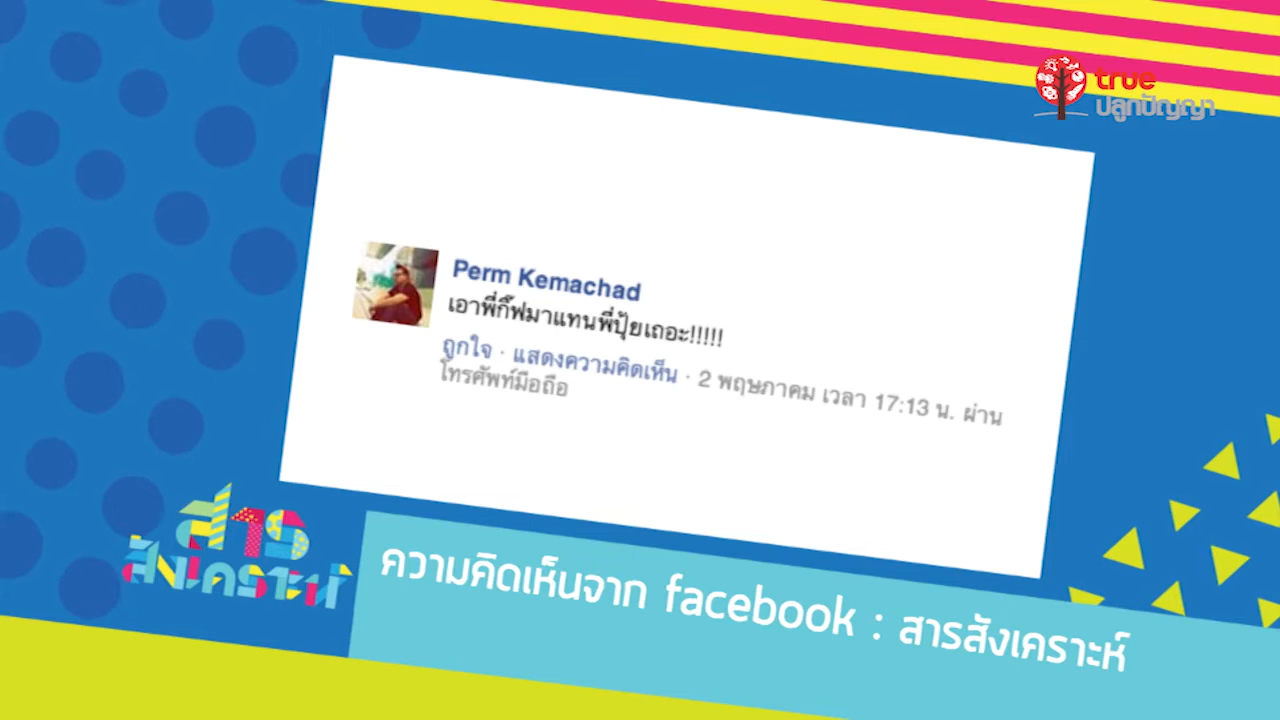 true
ปลูกปัญญา
Perm Kemachad
เอาพี่กิ๊ฟมาแทนพี่ปุ้ยเถอะ!!!!!
ถูกใจ · แสดงความคิดเห็น · 2 พฤษภาคม เวลา 17:13 น. ผ่าน
โทรศัพท์มือถือ
สาร
สังเคราะห์
ความคิดเห็นจาก facebook : สารสังเคราะห์